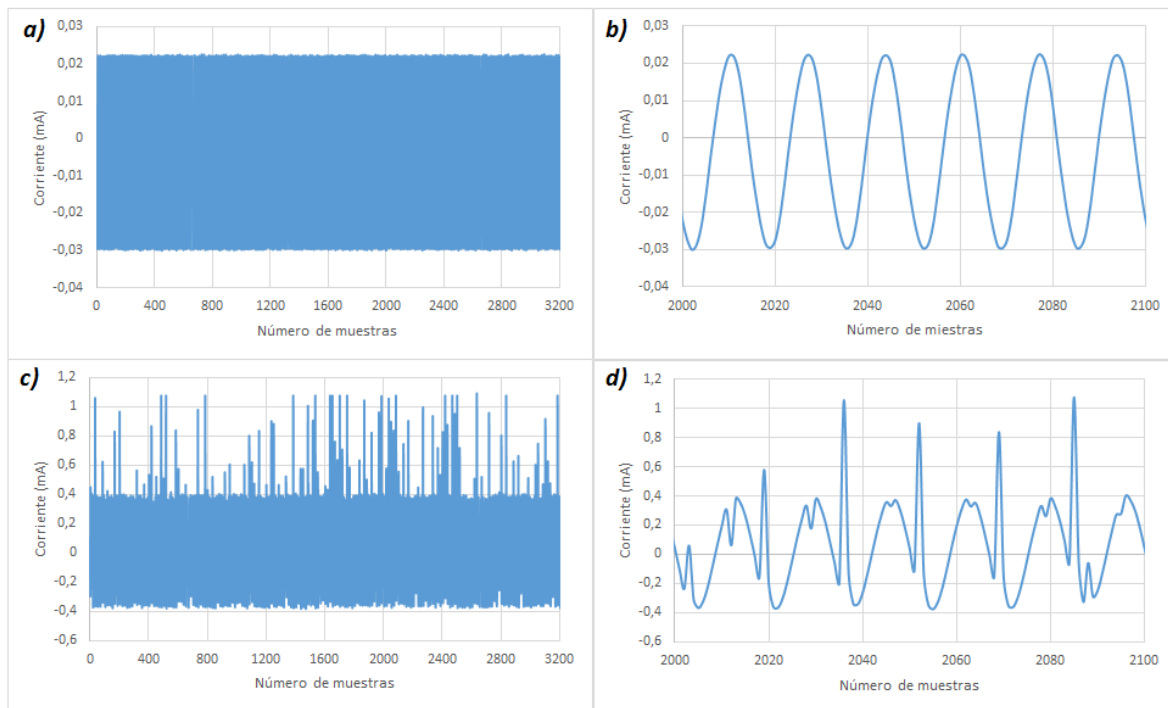 a)
0,03
0,02
0,01
0
-0,01
-0,02
-0,03
-0,04
Corriente (mA)
0 400 800 1200 1600 2000 2400 2800 3200
Número de muestras
b)
0,03
0,02
0,01
0
-0,01
-0,02
-0,03
-0,04
Corriente (mA)
2000 2020 2040 2060 2080 2100
Número de miestras
c)
1,2
1
0,8
0,6
0,4
0,2
0
-0,2
-0,4
-0,6
Corriente (mA)
0 400 800 1200 1600 2000 2400 2800 3200
Número de muestras
d)
1,2
1
0,8
0,6
0,4
0,2
0
-0,2
-0,4
-0,6
Corriente (mA)
2000 2020 2040 2060 2080 2100
Número de muestras